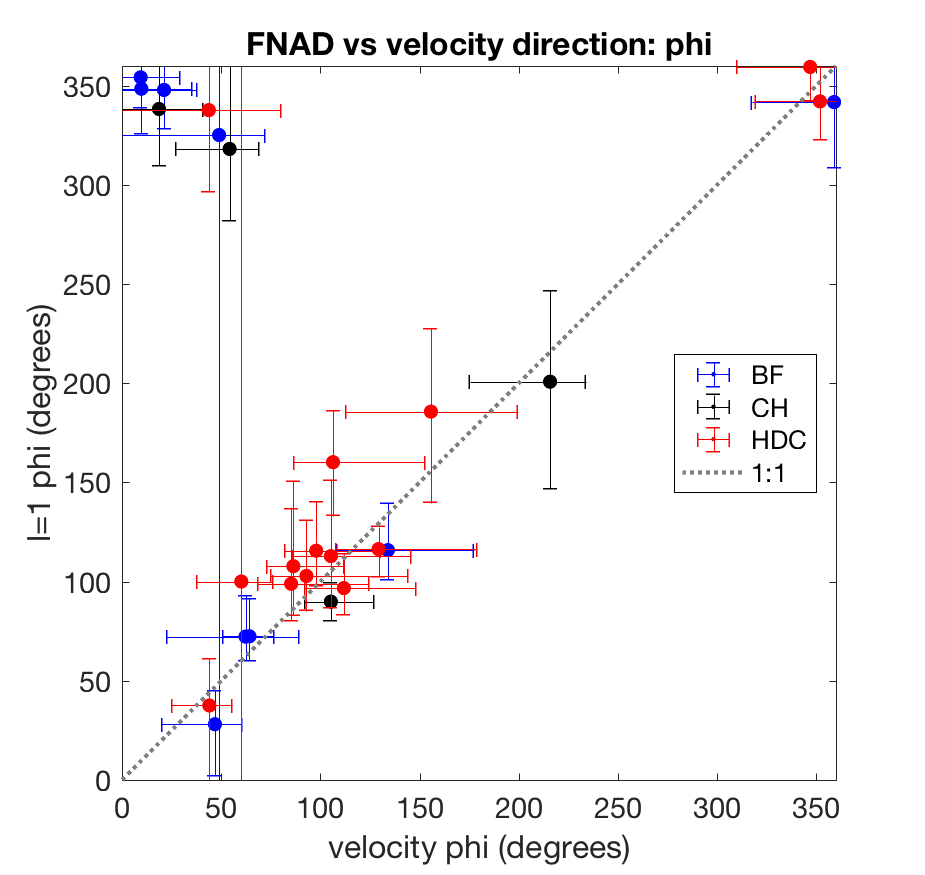 FNAD vs velocity direction: phi
l=1 phi (degrees)
350
300
250
200
150
100
50
0
BF
CH
HDC
1:1
0 50 100 150 200 250 300 350
velocity phi (degrees)